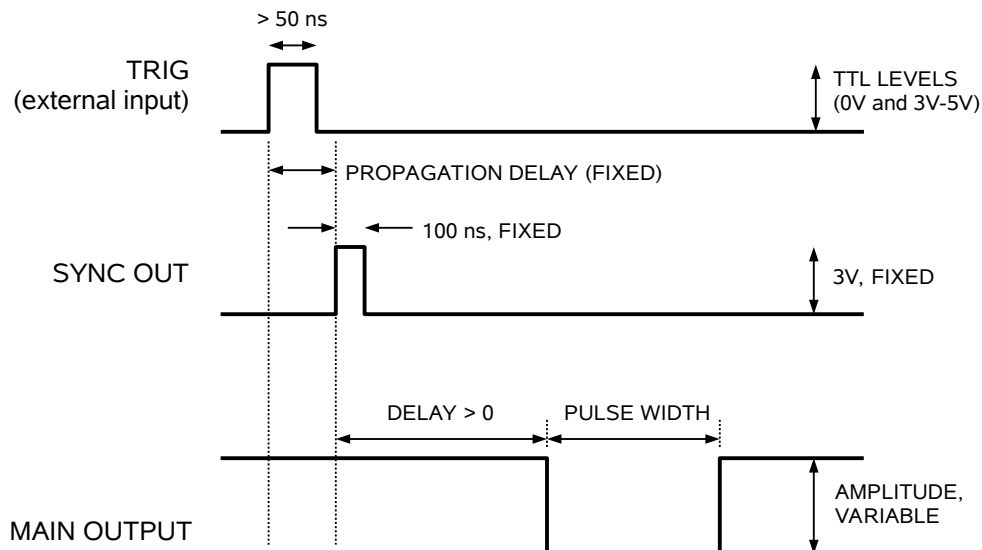 > 50 ns
TRIG
(external input)
TTL LEVELS
(0V and 3V-5V)
PROPAGATION DELAY (FIXED)
100 ns, FIXED
SYNC OUT
3V, FIXED
DELAY > 0
PULSE WIDTH
AMPLITUDE,
VARIABLE
MAIN OUTPUT